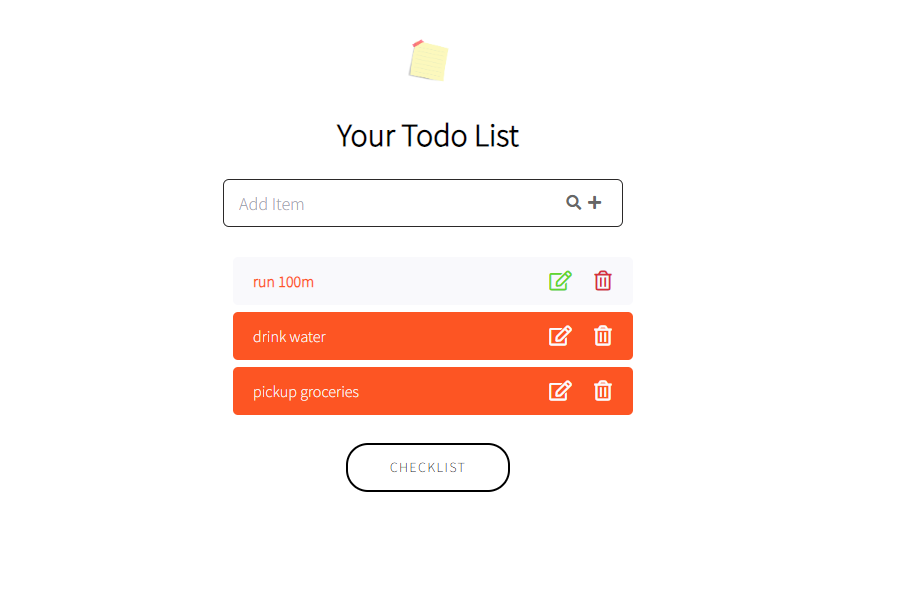 Your Todo List
Add Item
run 100m
drink water
pickup groceries
CHECKLIST